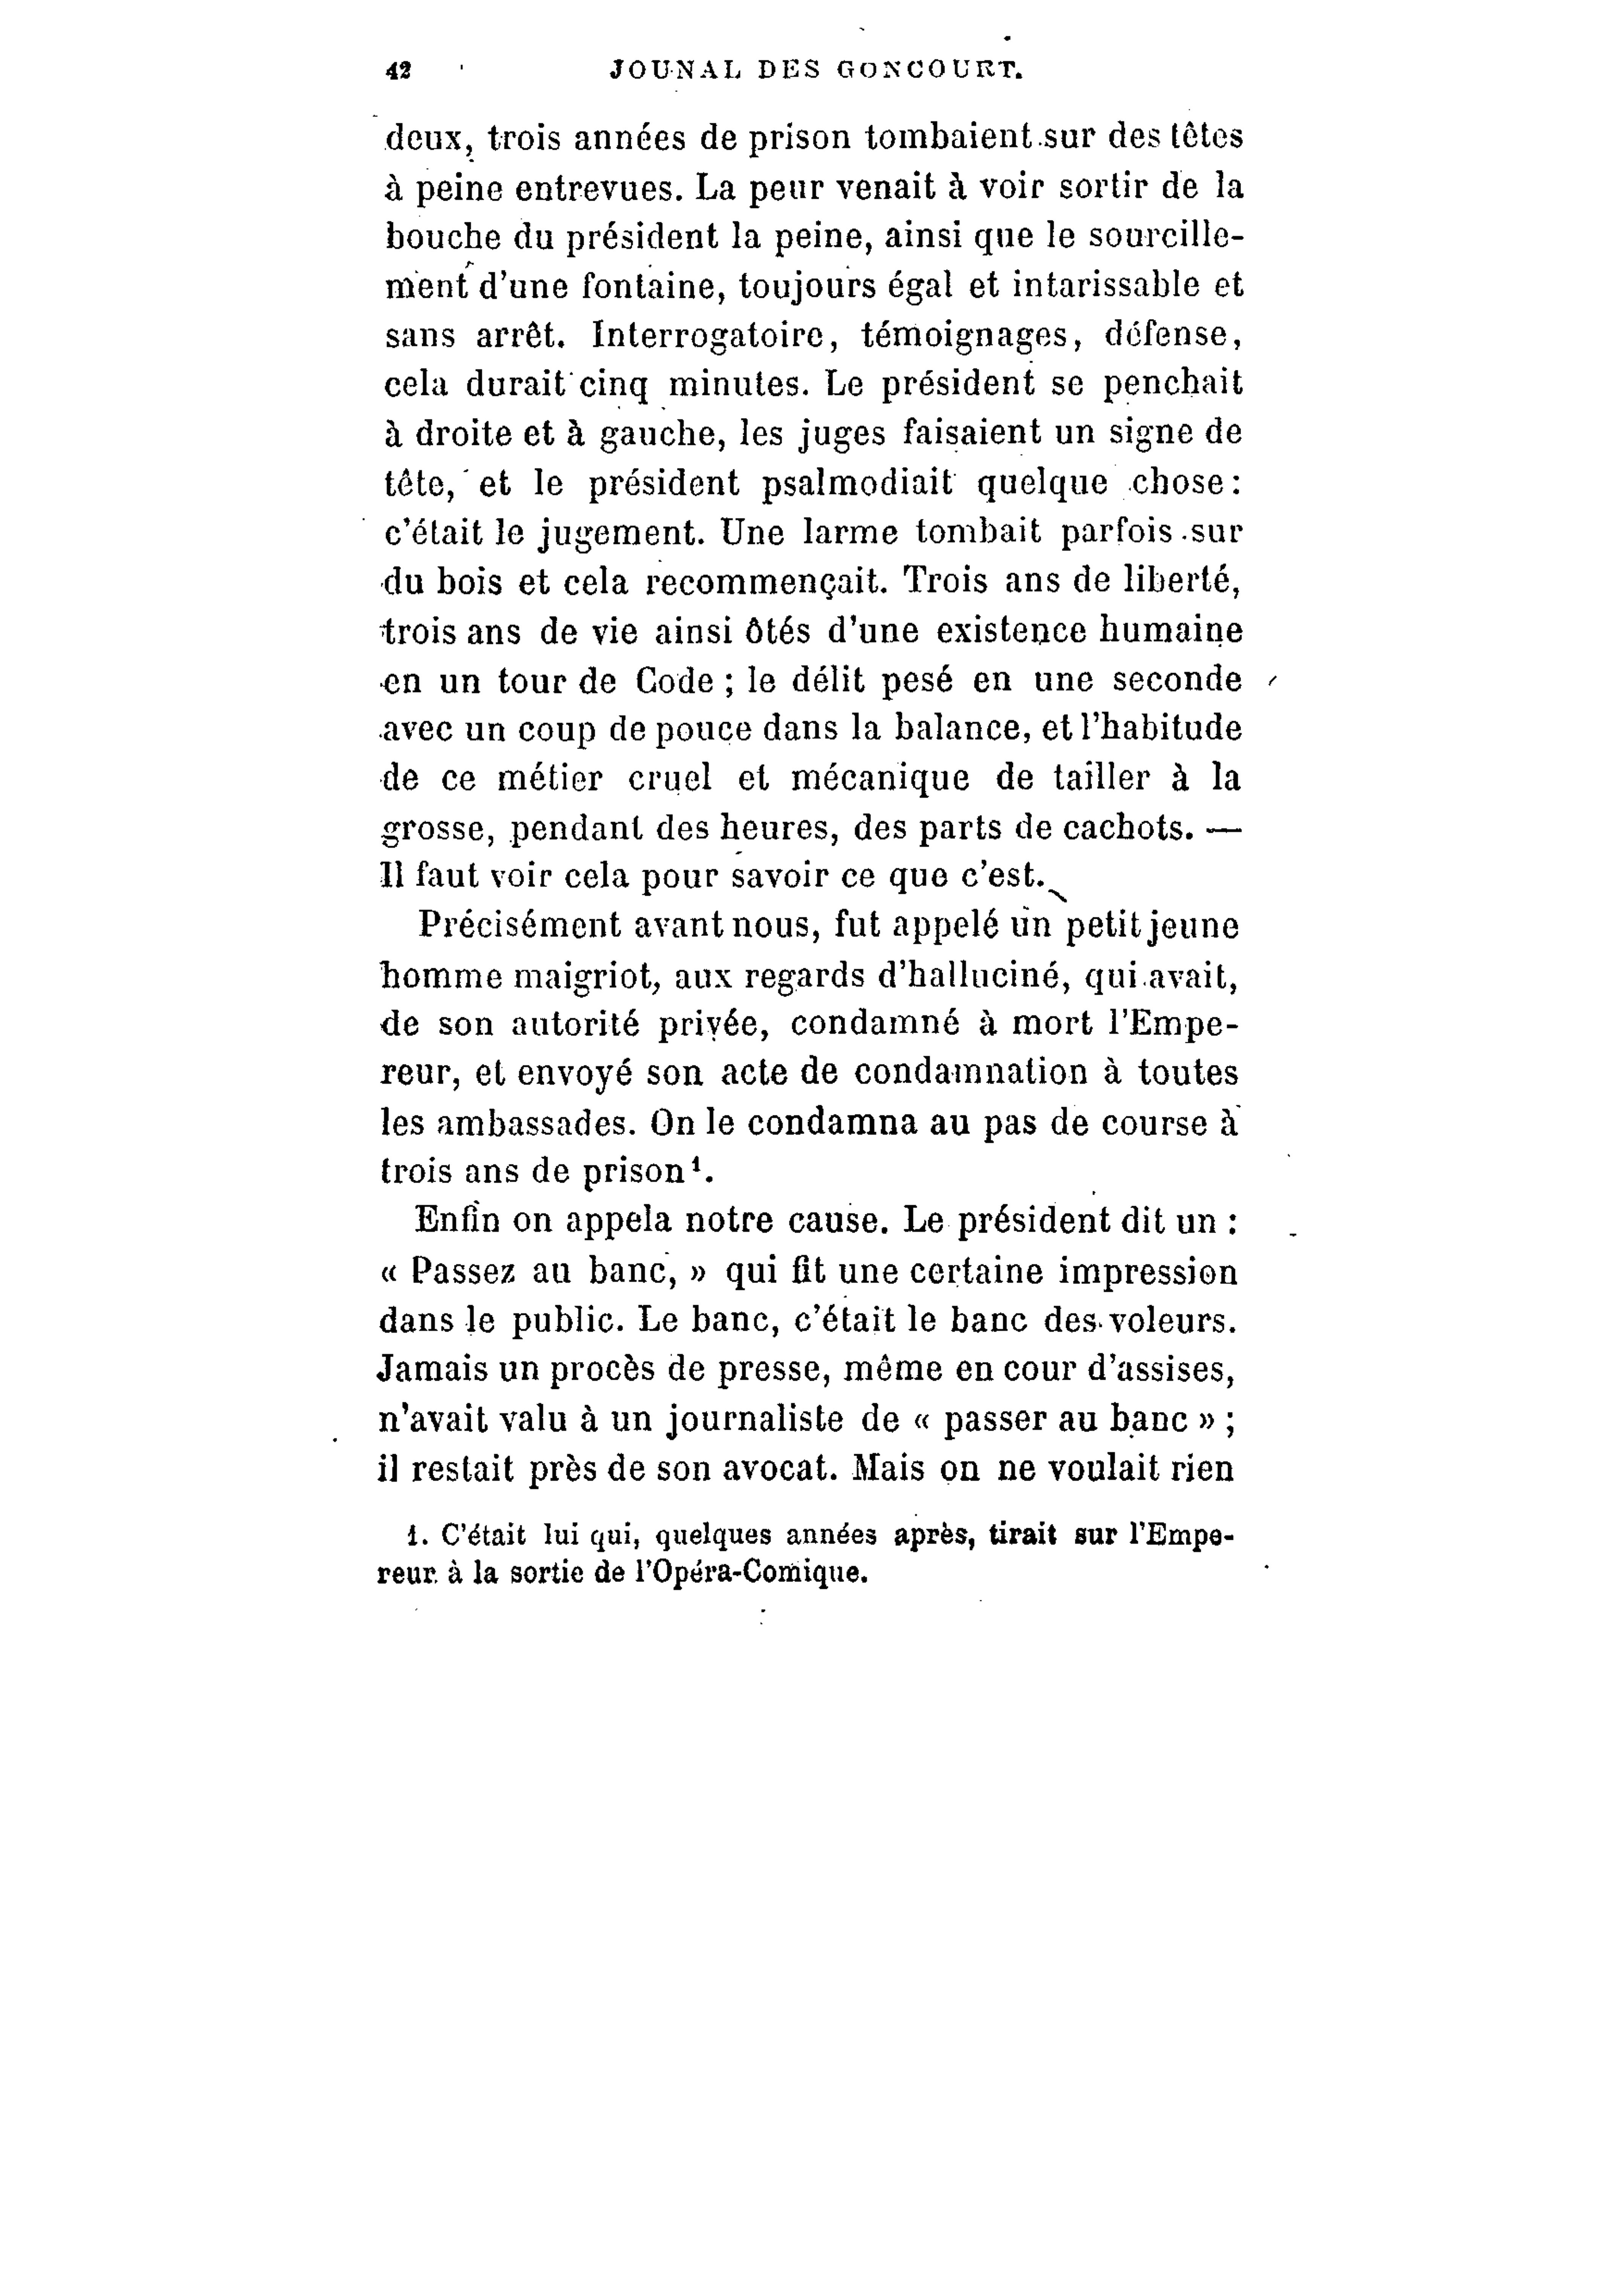 42 JOUNAL DES GONCOURT.
deux, trois années de prison tombaient sur des têtes
à peine entrevues. La peur venait à voir sortir de la
bouche du président la peine, ainsi que le sourcille-
ment d'une fontaine, toujours égal et intarissable et
sans arrêt. Interrogatoire, témoignages, défense,
cela durait cinq minutes. Le président se penchait
à droite et à gauche, les juges faisaient un signe de
tête, et le président psalmodiait quelque chose:
c'était le jugement. Une larme tombait parfois sur
du bois et cela recommençait. Trois ans de liberté,
trois ans de vie ainsi ôtés d'une existence humaine
en un tour de Code ; le délit pesé en une seconde
avec un coup de pouce dans la balance, et l'habitude
de ce métier cruel et mécanique de tailler à la
grosse, pendant des heures, des parts de cachots. —
Il faut voir cela pour savoir ce que c'est.
Précisément avant nous, fut appelé un petit jeune
homme maigriot, aux regards d'halluciné, qui avait,
de son autorité privée, condamné à mort l'Empe-
reur, et envoyé son acte de condamnation à toutes
les ambassades. On le condamna au pas de course à
trois ans de prison¹.
Enfin on appela notre cause. Le président dit un :
« Passez au banc, » qui fit une certaine impression
dans le public. Le banc, c'était le banc des voleurs.
Jamais un procès de presse, même en cour d'assises,
n'avait valu à un journaliste de « passer au banc » ;
il restait près de son avocat. Mais on ne voulait rien
1. C'était lui qui, quelques années après, tirait sur l'Empe-
reur à la sortie de l'Opéra-Comique.